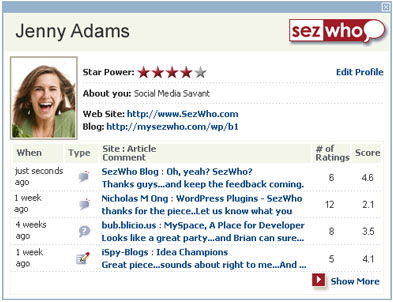 Jenny Adams
sezwho
Star Power:
Edit Profile
About you: Social Media Savant
Web Site: http://www.SezWho.com
Blog: http://mysezwho.com/wp/b1
When Type Site : Article Comment # of Ratings Score
just seconds ago SezWho Blog : Oh, yeah? SezWho? 6 4.6
Thanks guys...and keep the feedback coming.
1 week ago Nicholas M Ong : WordPress Plugins - SezWho 12 2.1
thanks for the piece..Let us know what you
4 weeks ago bub.blicio.us : MySpace, A Place for Developer 8 3.5
Looks like a great party...and Brian can sure...
1 week ago iSpy-Blogs : Idea Champions 5 4.1
Great piece...sounds about right to me...And ...
Show More